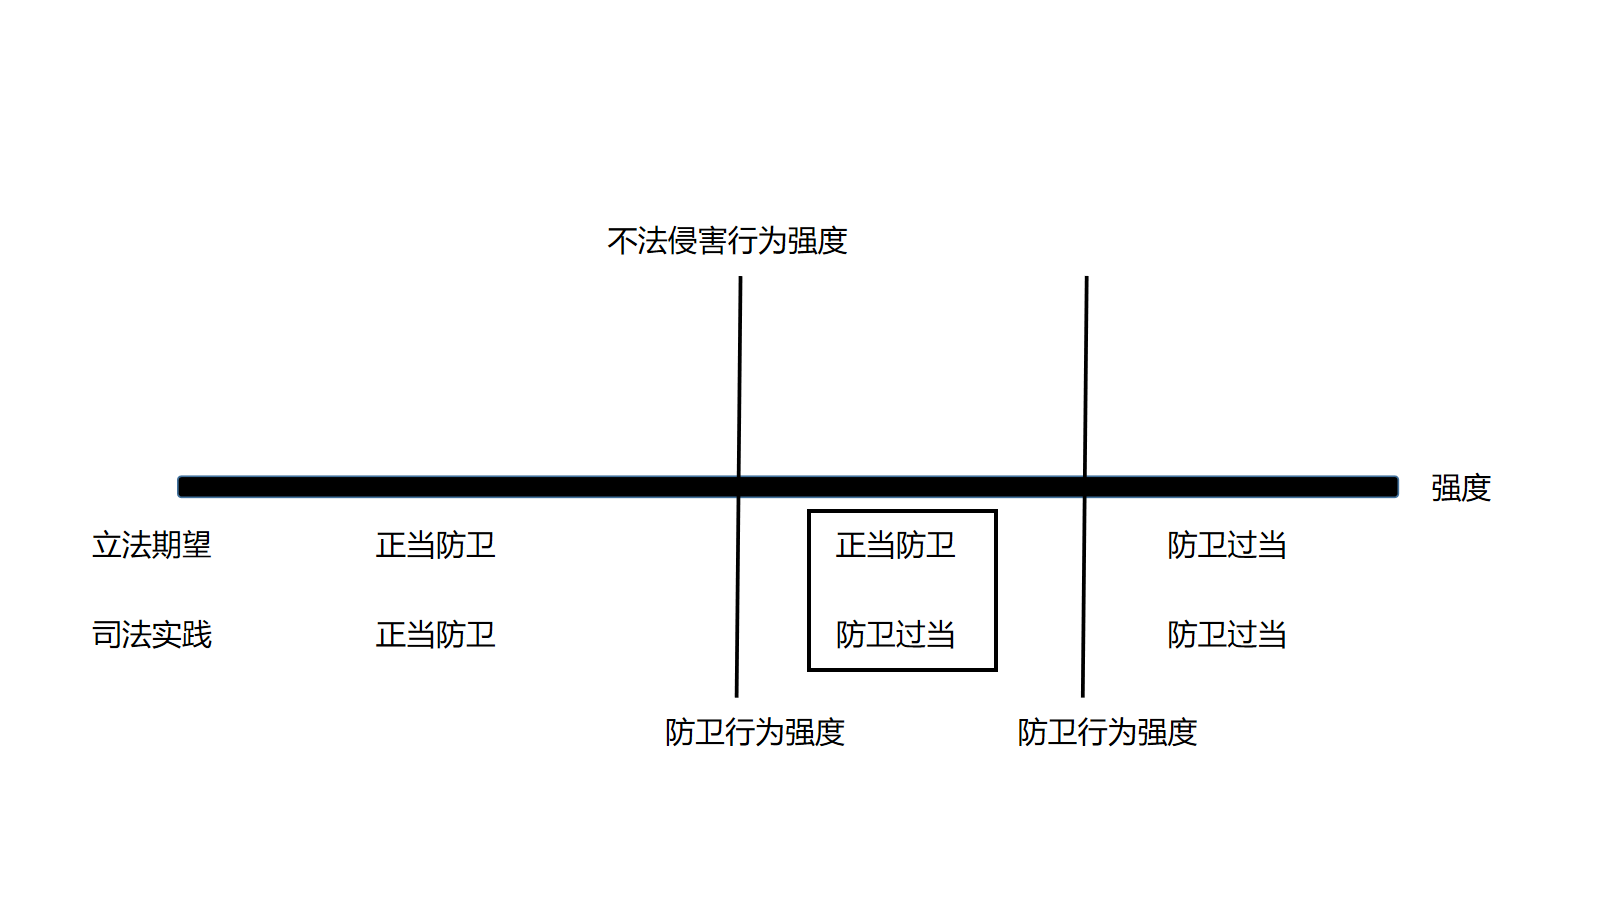 不法侵害行为强度
强度
立法期望 正当防卫 正当防卫 防卫过当
司法实践 正当防卫 防卫过当 防卫过当
防卫行为强度 防卫行为强度